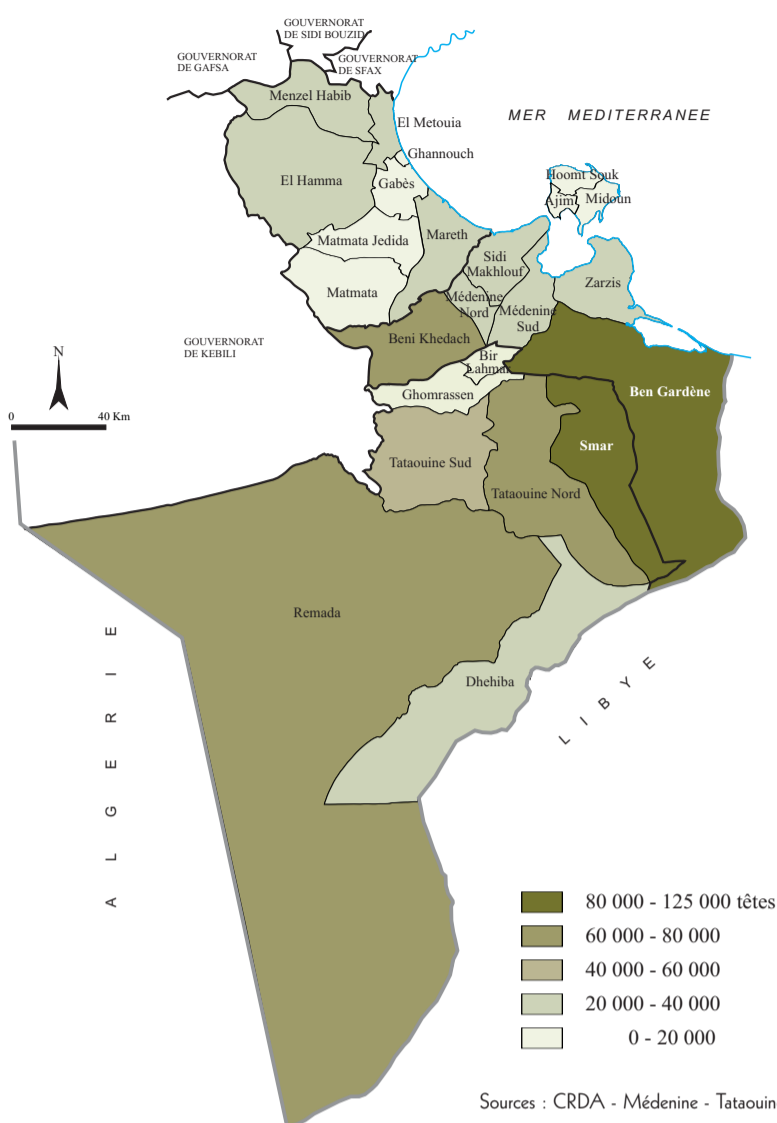 GOUVERNORAT
DE SIDI BOUZID
GOUVERNORAT
DE GAFSA
GOUVERNORAT
DE SFAX
Menzel Habib
El Metouia
MER MEDITERRANEE
Ghannouch
El Hamma
Gabès
Hoomt Souk
Ajim
Midoun
Matmata Jedida
Mareth
Sidi
Makhlouf
Matmata
Zarzis
Médenine
Nord
Médenine
Sud
Beni Khedach
GOUVERNORAT
DE KEBILI
N
Bir
Lahmar
Ben Gardène
Ghomrassen
0
40 Km
Smar
Tataouine Sud
Tataouine Nord
Remada
Dhehiba
ALGERIE
LIBYE
80 000 - 125 000 têtes
60 000 - 80 000
40 000 - 60 000
20 000 - 40 000
0 - 20 000
Sources : CRDA - Médenine - Tataouin